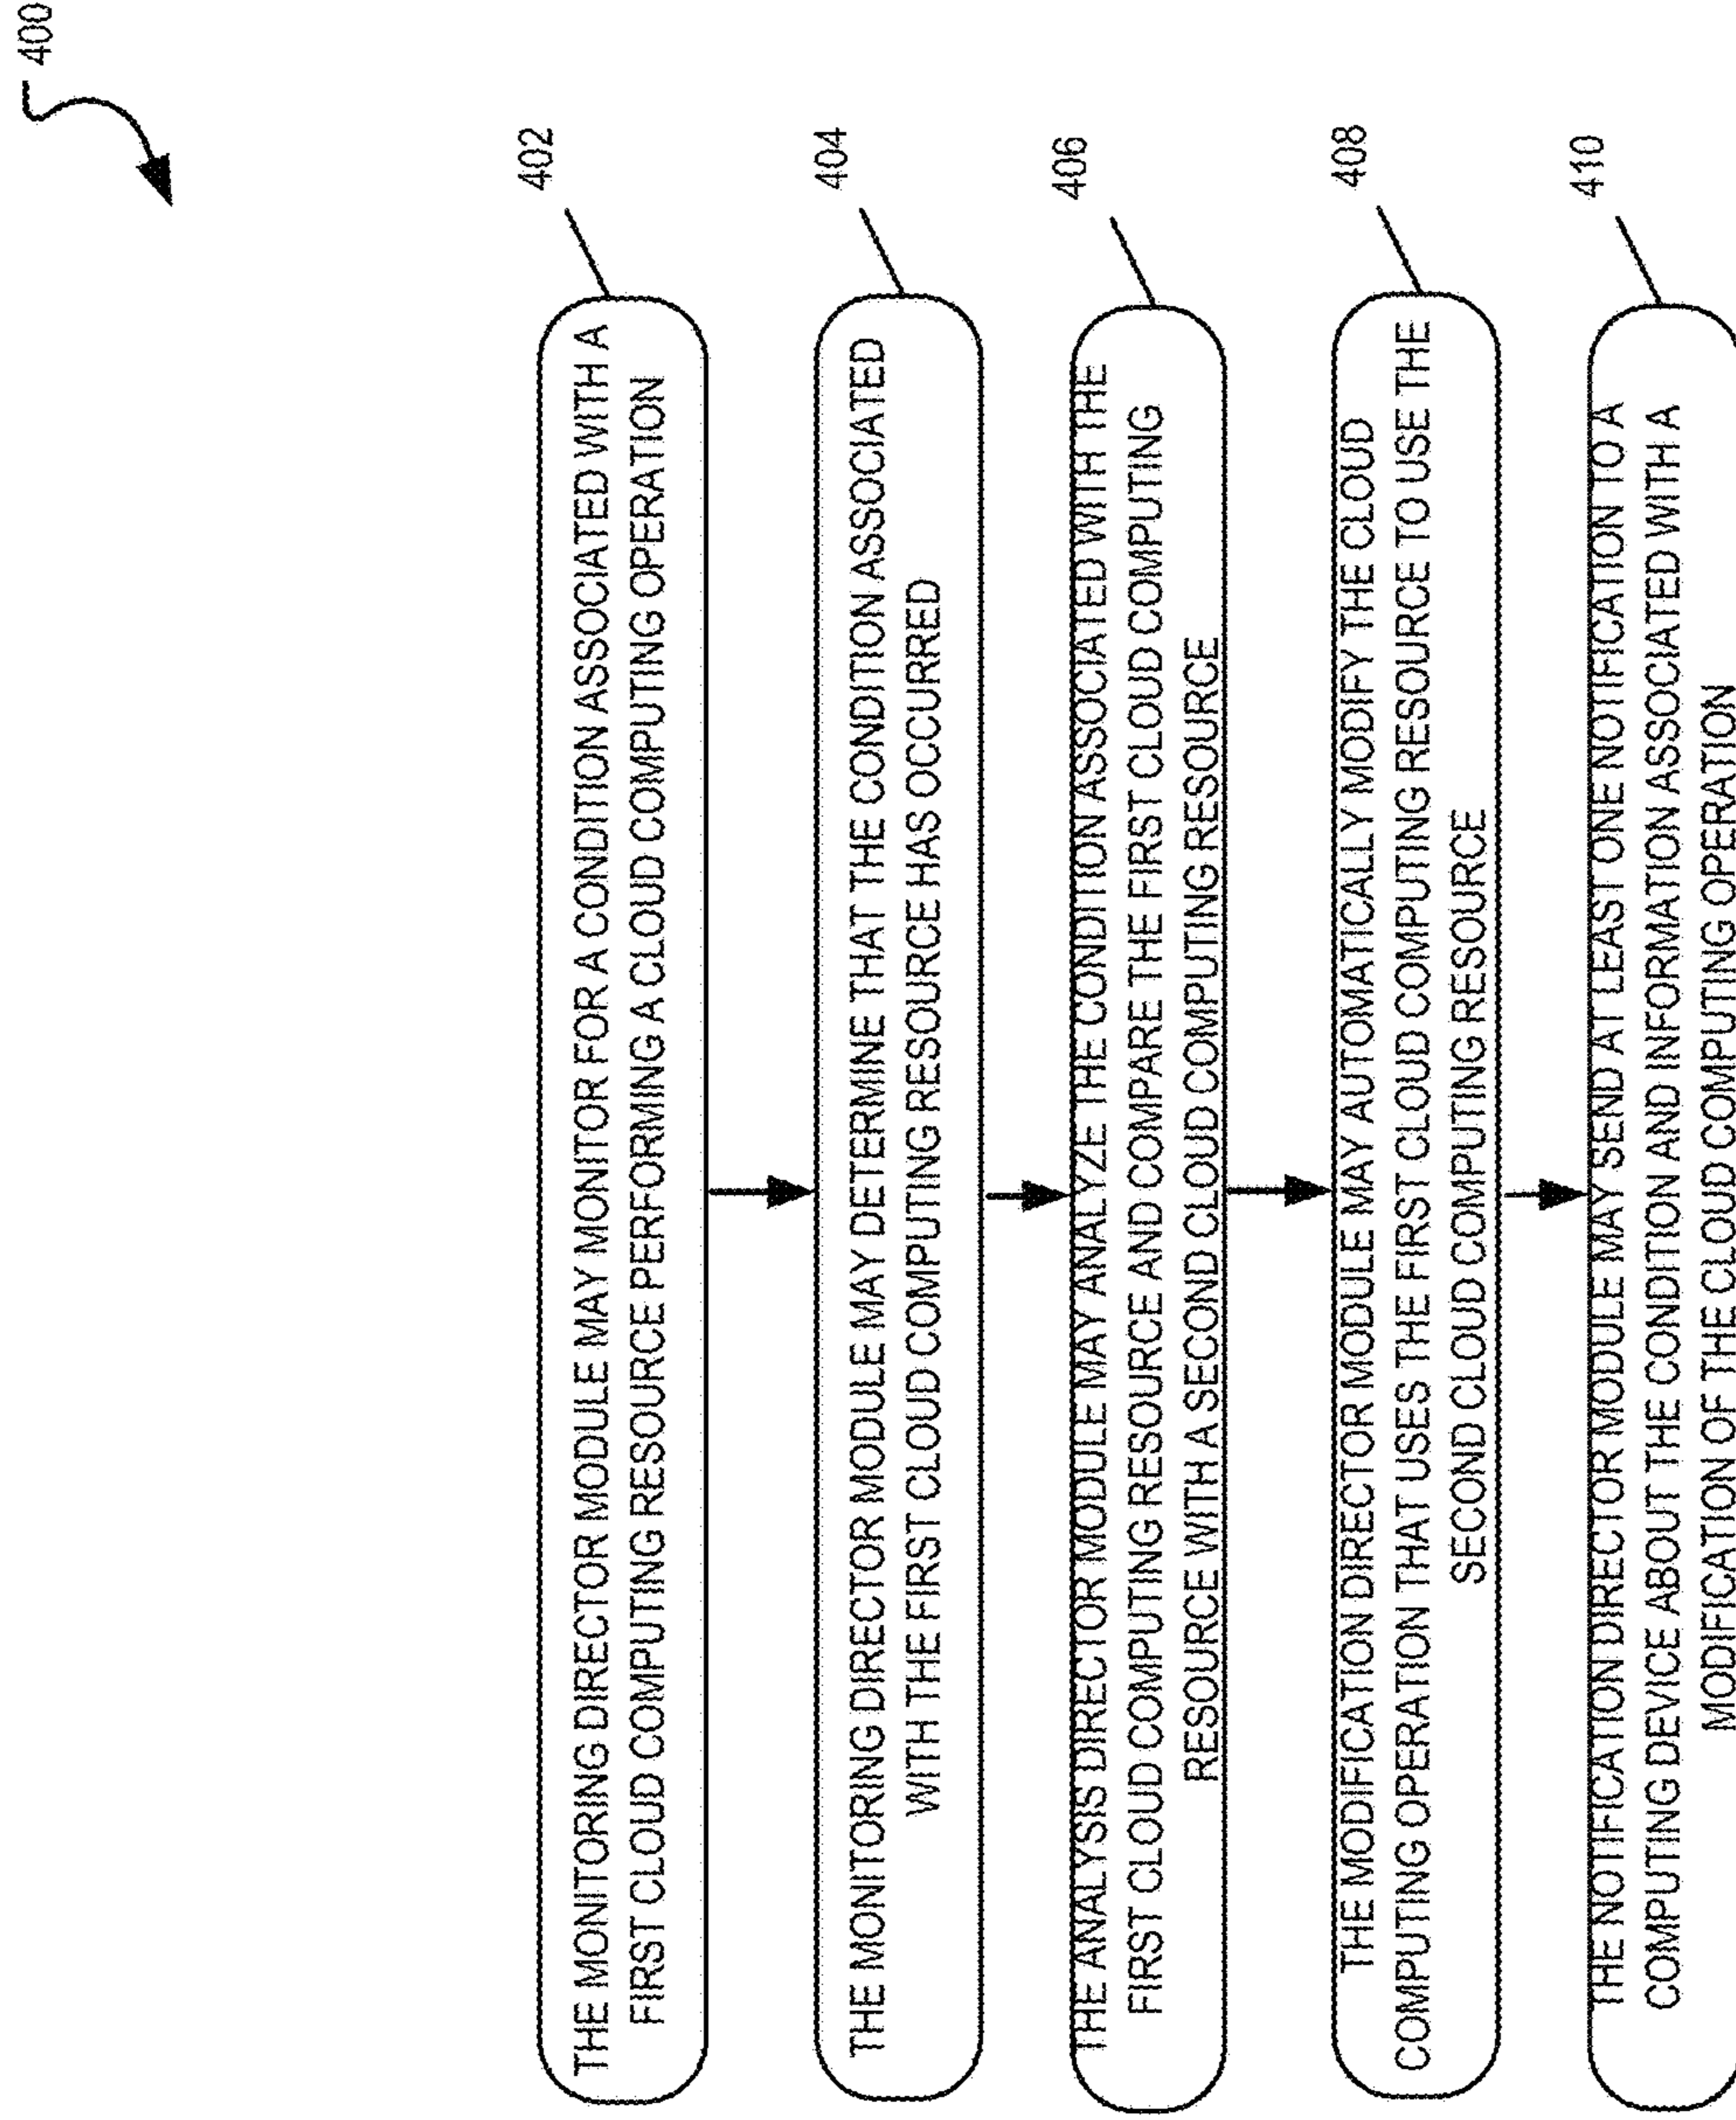 400
402
THE MONITORING DIRECTOR MODULE MAY MONITOR FOR A CONDITION ASSOCIATED WITH A
FIRST CLOUD COMPUTING RESOURCE PERFORMING A CLOUD COMPUTING OPERATION
404
THE MONITORING DIRECTOR MODULE MAY DETERMINE THAT THE CONDITION ASSOCIATED
WITH THE FIRST CLOUD COMPUTING RESOURCE HAS OCCURRED
406
THE ANALYSIS DIRECTOR MODULE MAY ANALYZE THE CONDITION ASSOCIATED WITH THE
FIRST CLOUD COMPUTING RESOURCE AND COMPARE THE FIRST CLOUD COMPUTING
RESOURCE WITH A SECOND CLOUD COMPUTING RESOURCE
408
THE MODIFICATION DIRECTOR MODULE MAY AUTOMATICALLY MODIFY THE CLOUD
COMPUTING OPERATION THAT USES THE FIRST CLOUD COMPUTING RESOURCE TO USE THE
SECOND CLOUD COMPUTING RESOURCE
410
THE NOTIFICATION DIRECTOR MODULE MAY SEND AT LEAST ONE NOTIFICATION TO A
COMPUTING DEVICE ABOUT THE CONDITION AND INFORMATION ASSOCIATED WITH A
MODIFICATION OF THE CLOUD COMPUTING OPERATION